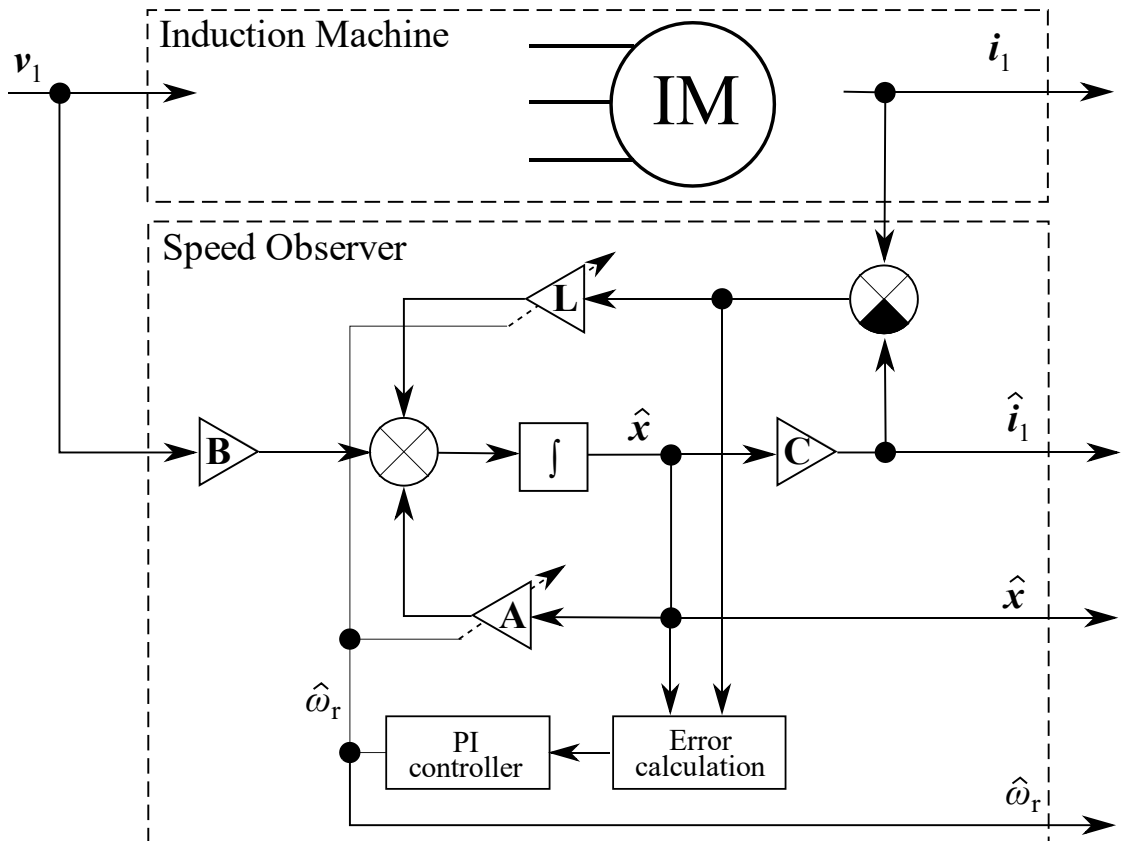 Induction Machine
v₁
IM
i₁
Speed Observer
L
B
∫
x̂
C
î₁
A
x̂
ω̂ᵣ
PI
controller
Error
calculation
ω̂ᵣ